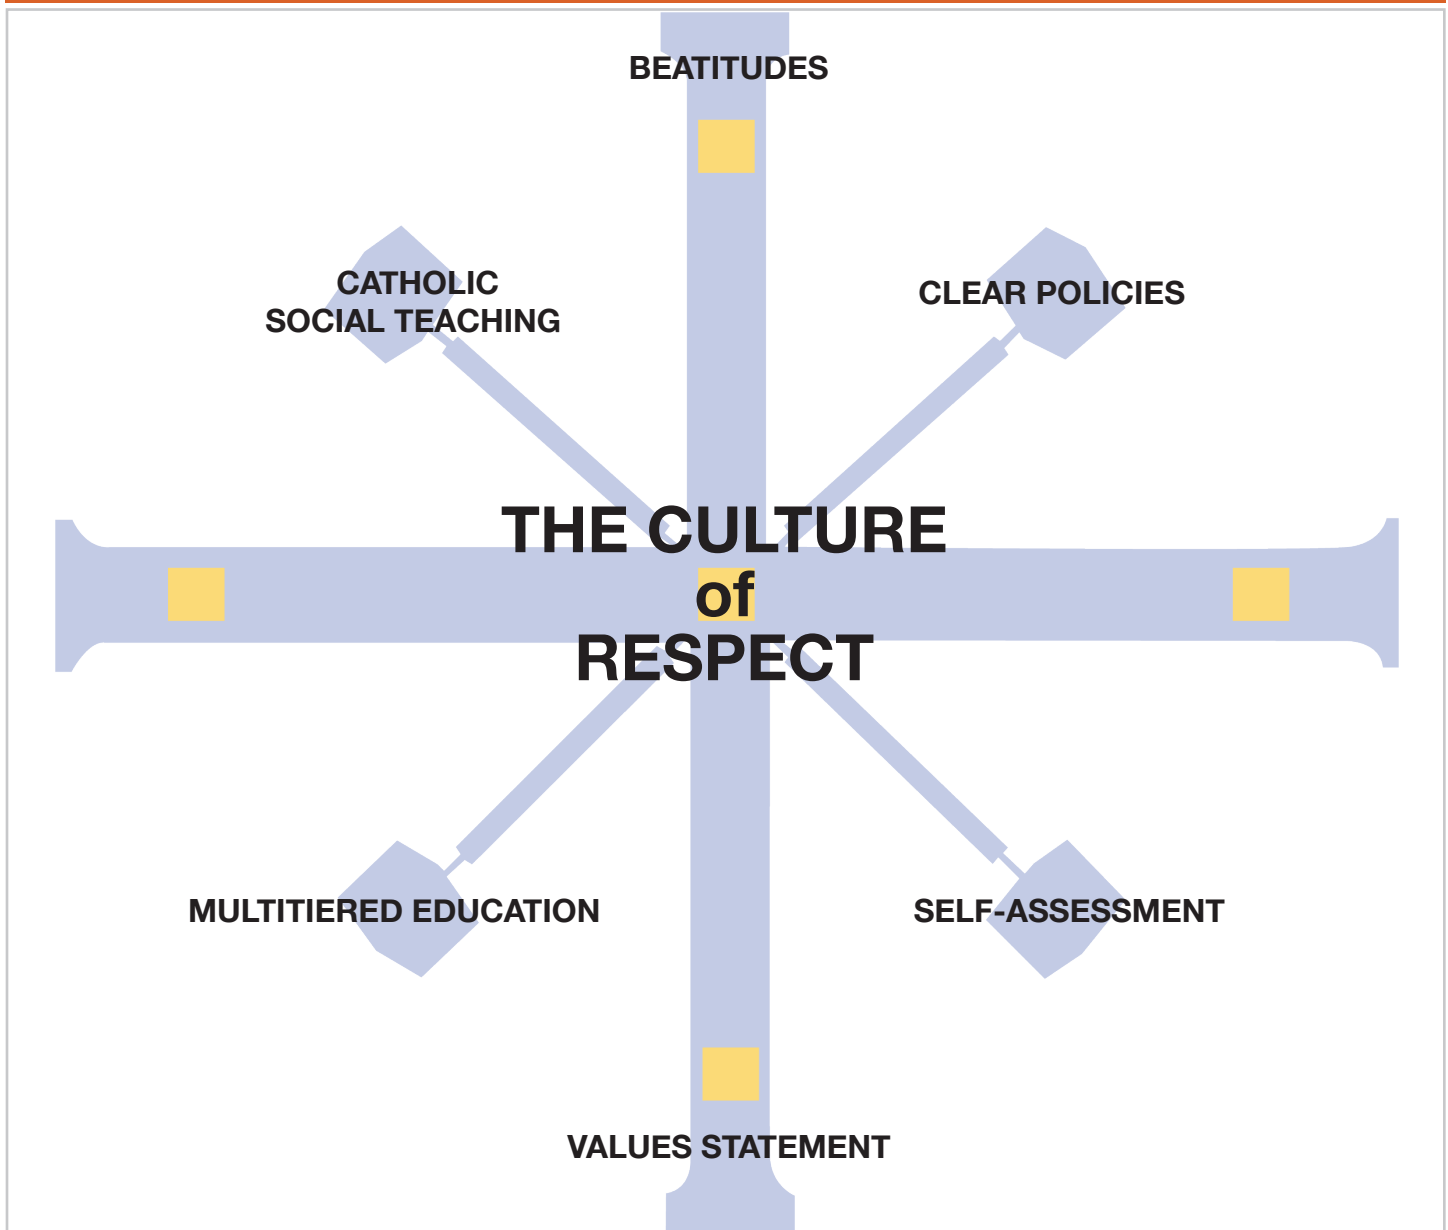 BEATITUDES
CATHOLIC
SOCIAL TEACHING
CLEAR POLICIES
THE CULTURE
of
RESPECT
MULTITIERED EDUCATION
SELF-ASSESSMENT
VALUES STATEMENT